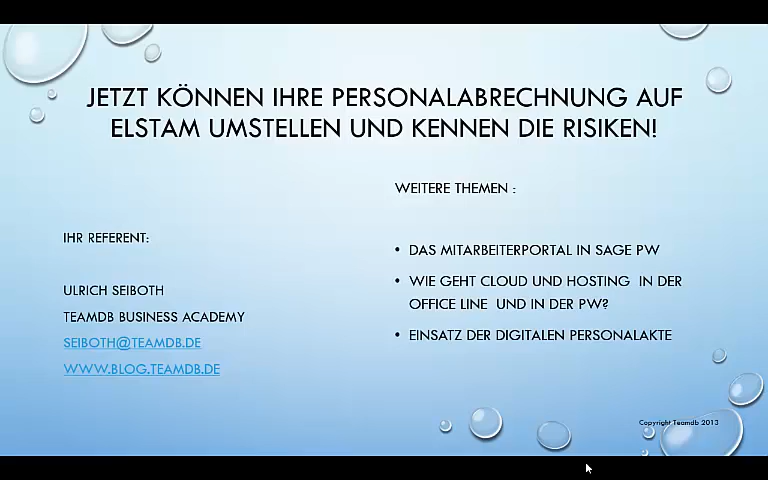 JETZT KÖNNEN IHRE PERSONALABRECHNUNG AUF
ELSTAM UMSTELLEN UND KENNEN DIE RISIKEN!
IHR REFERENT:
ULRICH SEIBOTH
TEAMDB BUSINESS ACADEMY
SEIBOTH@TEAMDB.DE
WWW.BLOG.TEAMDB.DE
WEITERE THEMEN :
• DAS MITARBEITERPORTAL IN SAGE PW
• WIE GEHT CLOUD UND HOSTING IN DER
OFFICE LINE UND IN DER PW?
• EINSATZ DER DIGITALEN PERSONALAKTE
Copyright Teamdb 2013